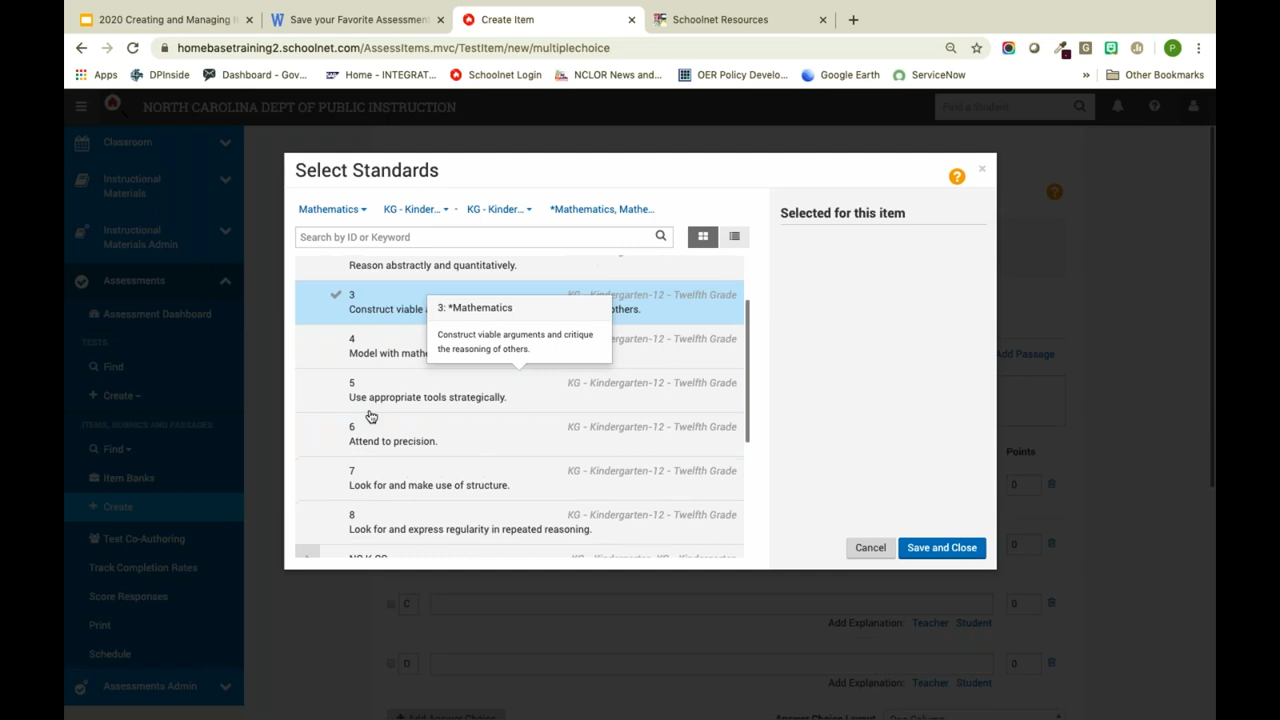 2020 Creating and Managing
Save your Favorite Assessment
Create Item
Schoolnet Resources
homebasetraining2.schoolnet.com/AssessItems.mvc/TestItem/new/multiplechoice
Apps
DPInside
Dashboard - Gov...
Home - INTEGRAT...
Schoolnet Login
NCLOR News and...
OER Policy Develo...
Google Earth
ServiceNow
»
Other Bookmarks
NORTH CAROLINA DEPT OF PUBLIC INSTRUCTION
Find a Student
Classroom
Instructional
Materials
Instructional
Materials Admin
Assessments
Assessment Dashboard
TESTS
Find
+ Create
ITEMS, RUBRICS AND PASSAGES
Find
Item Banks
+ Create
Test Co-Authoring
Track Completion Rates
Score Responses
Print
Schedule
Assessments Admin
Select Standards
Mathematics
KG - Kinder... - KG - Kinder...
*Mathematics, Mathe...
Search by ID or Keyword
Reason abstractly and quantitatively.
3 KG - Kindergarten-12 - Twelfth Grade
Construct viable others.
3: *Mathematics
Construct viable arguments and critique
the reasoning of others.
4 KG - Kindergarten-12 - Twelfth Grade
Model with mathe
5 KG - Kindergarten-12 - Twelfth Grade
Use appropriate tools strategically.
6 KG - Kindergarten-12 - Twelfth Grade
Attend to precision.
7 KG - Kindergarten-12 - Twelfth Grade
Look for and make use of structure.
8 KG - Kindergarten-12 - Twelfth Grade
Look for and express regularity in repeated reasoning.
Selected for this item
Cancel
Save and Close
Add Passage
Points
0
0
C 0
Add Explanation: Teacher Student
D 0
Add Explanation: Teacher Student
+ Add Answer Choice
Answer Choice Layout One Column